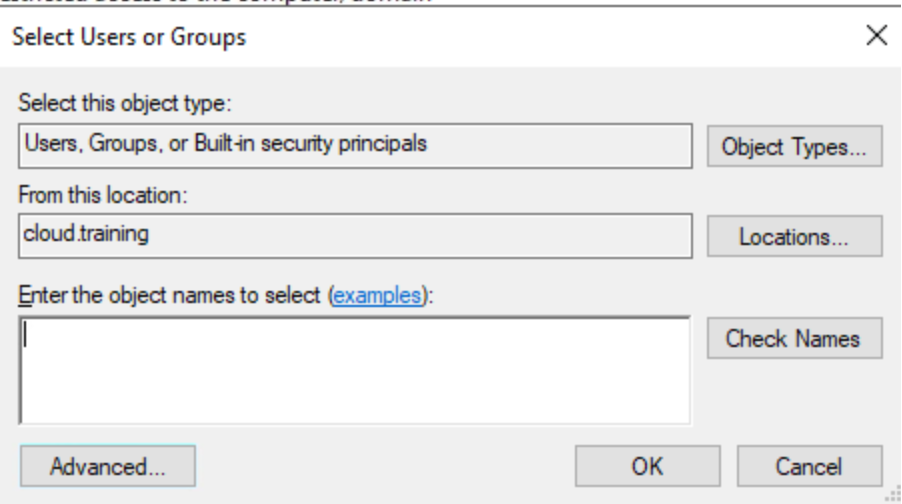 Select Users or Groups
Select this object type:
Users, Groups, or Built-in security principals
Object Types...
From this location:
cloud.training
Locations...
Enter the object names to select (examples):
Check Names
Advanced...
OK
Cancel